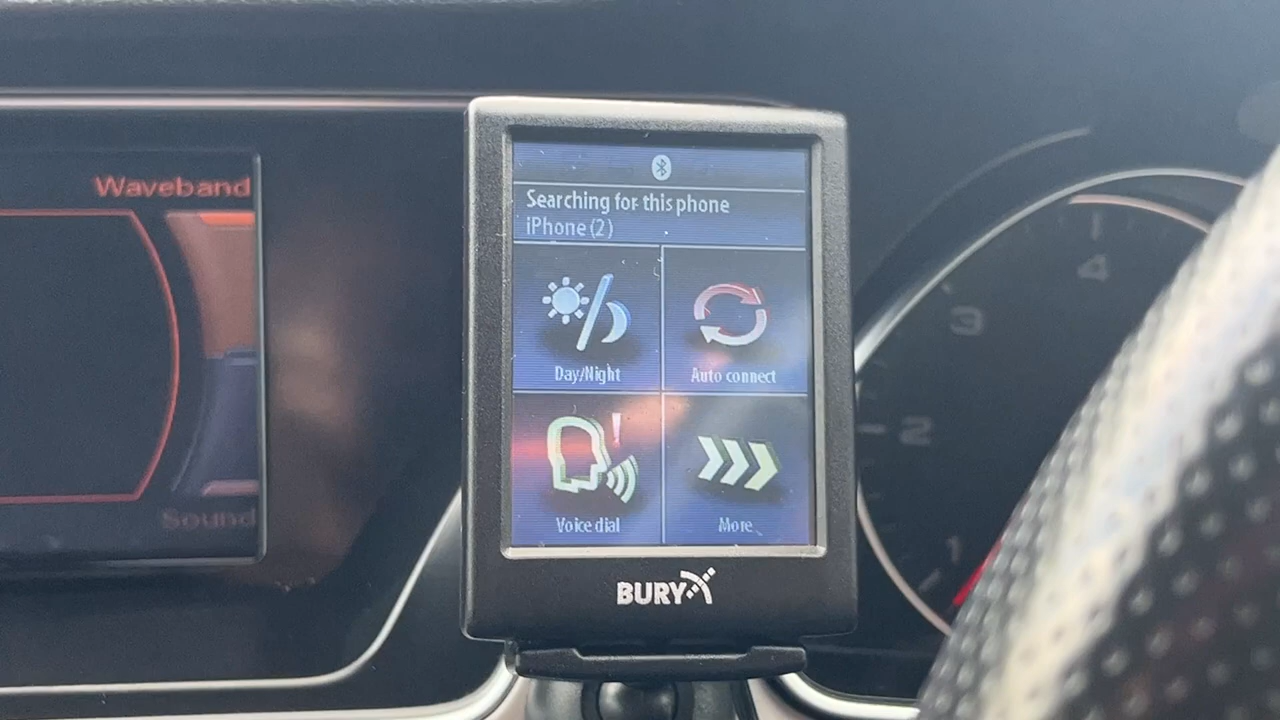 Waveband
Sound
Searching for this phone
iPhone (2)
Day/Night
Auto connect
Voice dial
More
BURY
4
3
2
1